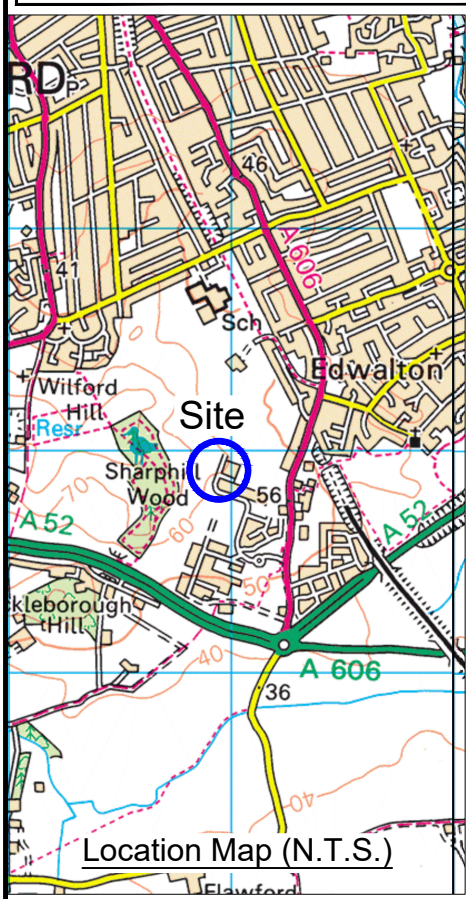 RD
P
46
A 606
41
Sch
Edwalton
Wilford
Hill
Resr
Site
Sharphill
Wood
70
56
60
A 52
A 52
50
ckleborough
Hill
40
A 606
36
40
Location Map (N.T.S.)
Flawford